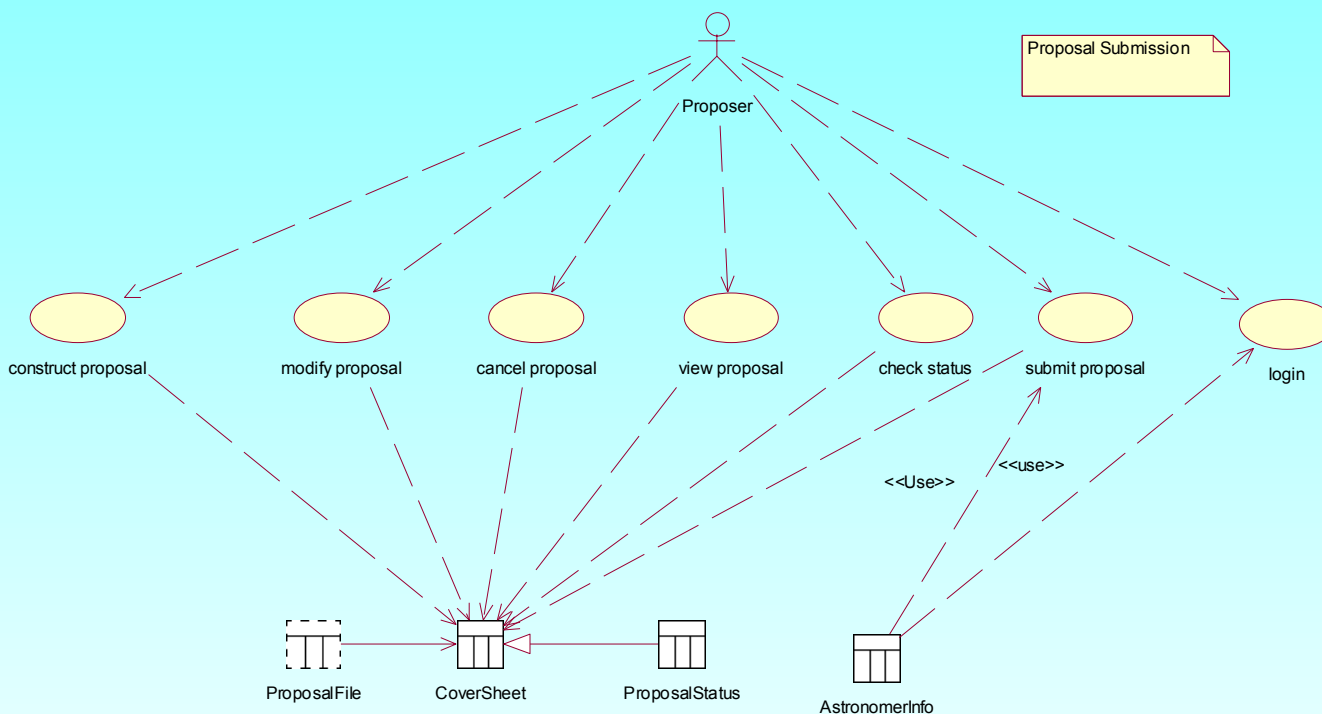 Proposal Submission
Proposer
construct proposal
modify proposal
cancel proposal
view proposal
check status
submit proposal
login
<<Use>>
<<use>>
ProposalFile
CoverSheet
ProposalStatus
AstronomerInfo